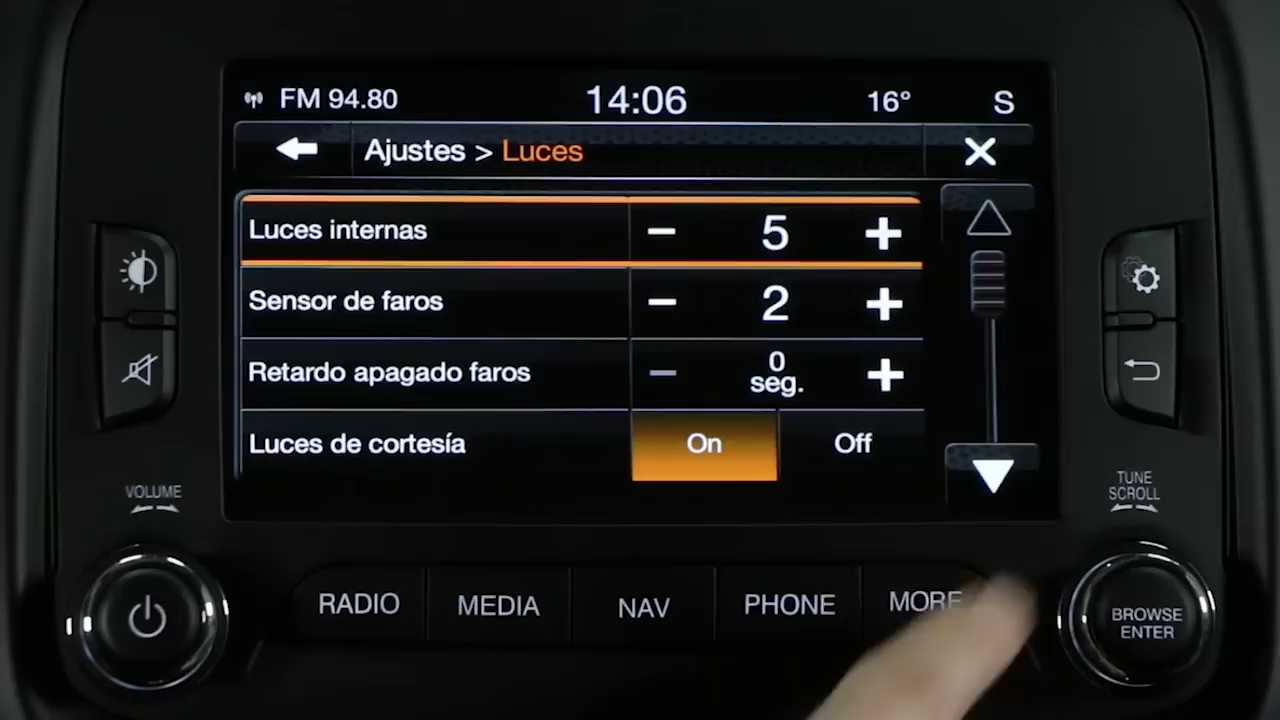 FM 94.80 14:06 16° S
Ajustes > Luces
Luces internas − 5 +
Sensor de faros − 2 +
Retardo apagado faros − 0 seg. +
Luces de cortesía On Off
VOLUME
TUNE
SCROLL
RADIO MEDIA NAV PHONE MORE
BROWSE
ENTER